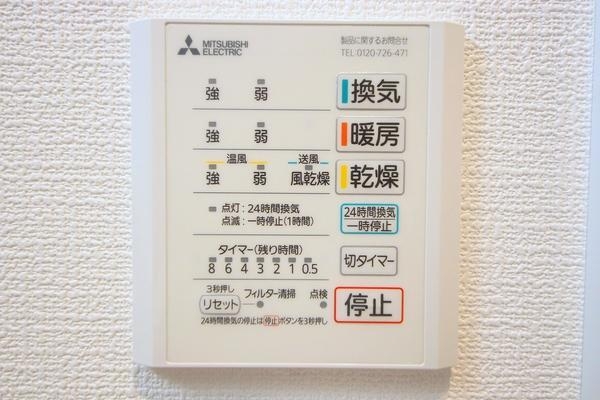 MITSUBISHI
ELECTRIC
製品に関するお問合せ
TEL:0120-726-471
強 弱 換気
強 弱 暖房
温風 送風
強 弱 風乾燥 乾燥
点灯:24時間換気
点滅:一時停止(1時間)
24時間換気
一時停止
タイマー(残り時間)
8 6 4 3 2 1 0.5
切タイマー
3秒押し
リセット フィルター清掃 点検
停止
24時間換気の停止は停止ボタンを3秒押し